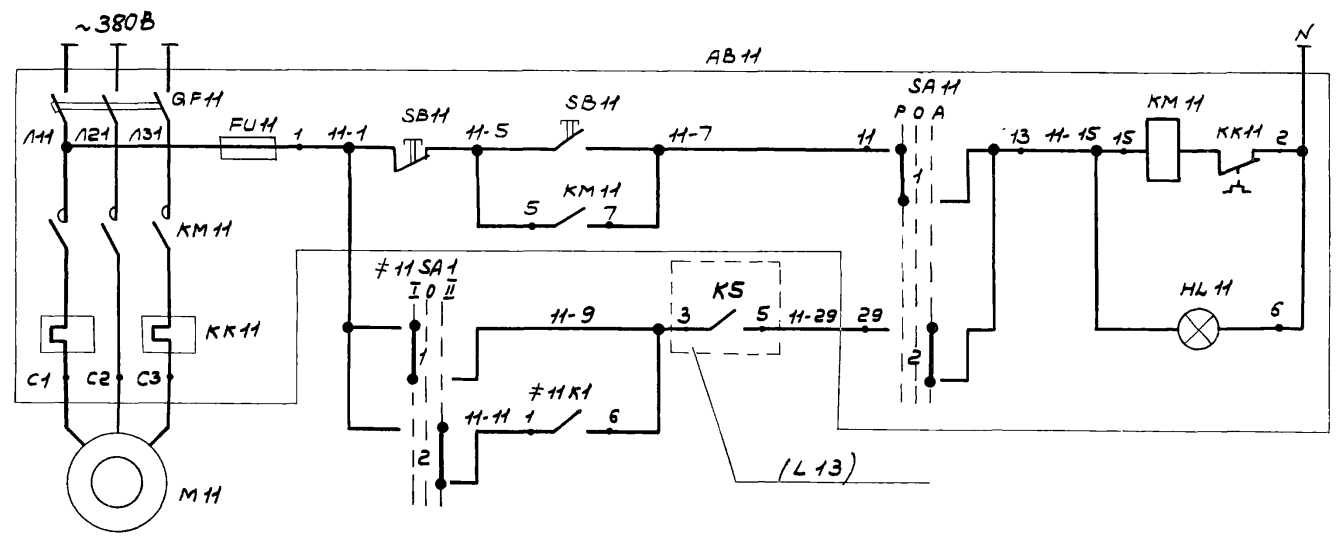 ~380В
N
АВ11
QF11
SB11
SB11
SA11
КМ11
Л11 Л21 Л31
FU11
1
11-1
11-5
11-7
11
Р О А
13
11-15
15
КК11
2
1
КМ11
5
7
КМ11
≠11SA1
I 0 II
К5
HL11
КК11
11-9
3
5
11-29
29
6
1
2
С1 С2 С3
≠11К1
11-11
1
6
2
(L13)
М11